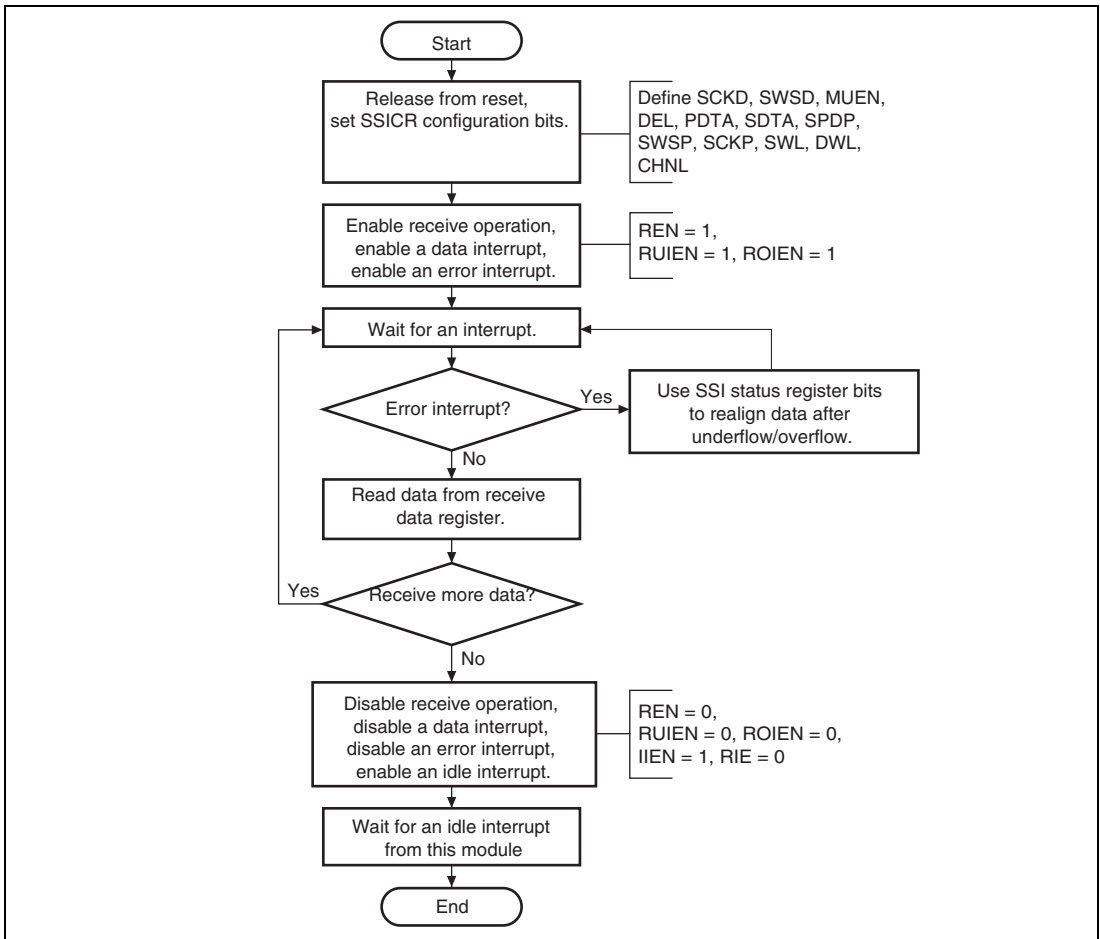 Start
Release from reset,
set SSICR configuration bits.
Define SCKD, SWSD, MUEN,
DEL, PDTA, SDTA, SPDP,
SWSP, SCKP, SWL, DWL,
CHNL
Enable receive operation,
enable a data interrupt,
enable an error interrupt.
REN = 1,
RUIEN = 1, ROIEN = 1
Wait for an interrupt.
Error interrupt?
Yes
Use SSI status register bits
to realign data after
underflow/overflow.
No
Read data from receive
data register.
Yes
Receive more data?
No
Disable receive operation,
disable a data interrupt,
disable an error interrupt,
enable an idle interrupt.
REN = 0,
RUIEN = 0, ROIEN = 0,
IIEN = 1, RIE = 0
Wait for an idle interrupt
from this module
End